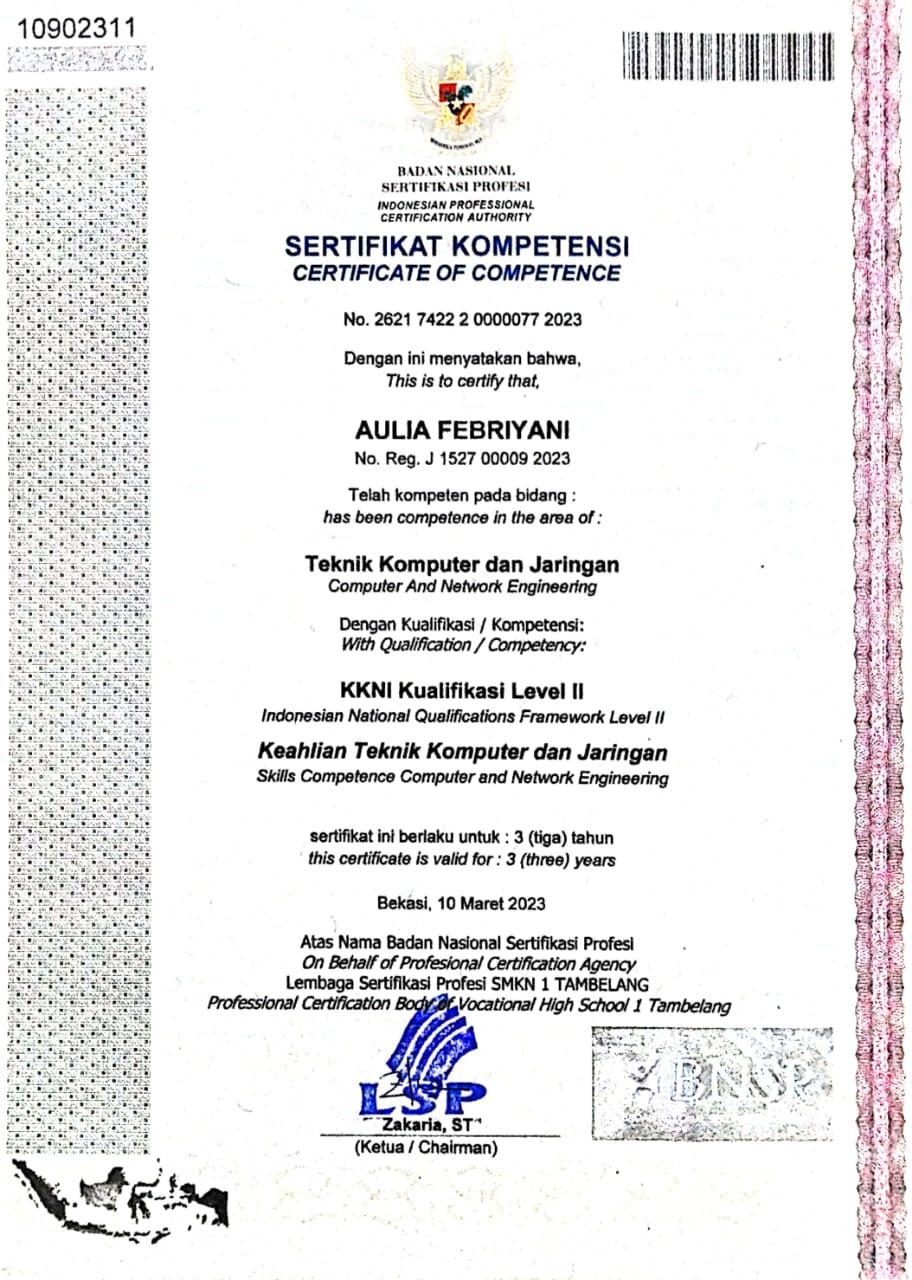 10902311
BADAN NASIONAL
SERTIFIKASI PROFESI
INDONESIAN PROFESSIONAL
CERTIFICATION AUTHORITY
SERTIFIKAT KOMPETENSI
CERTIFICATE OF COMPETENCE
No. 2621 7422 2 0000077 2023
Dengan ini menyatakan bahwa,
This is to certify that,
AULIA FEBRIYANI
No. Reg. J 1527 00009 2023
Telah kompeten pada bidang :
has been competence in the area of :
Teknik Komputer dan Jaringan
Computer And Network Engineering
Dengan Kualifikasi / Kompetensi:
With Qualification / Competency:
KKNI Kualifikasi Level II
Indonesian National Qualifications Framework Level II
Keahlian Teknik Komputer dan Jaringan
Skills Competence Computer and Network Engineering
sertifikat ini berlaku untuk : 3 (tiga) tahun
this certificate is valid for : 3 (three) years
Bekasi, 10 Maret 2023
Atas Nama Badan Nasional Sertifikasi Profesi
On Behalf of Profesional Certification Agency
Lembaga Sertifikasi Profesi SMKN 1 TAMBELANG
Professional Certification Body of Vocational High School 1 Tambelang
LSP
BNSP
Zakaria, ST
(Ketua / Chairman)